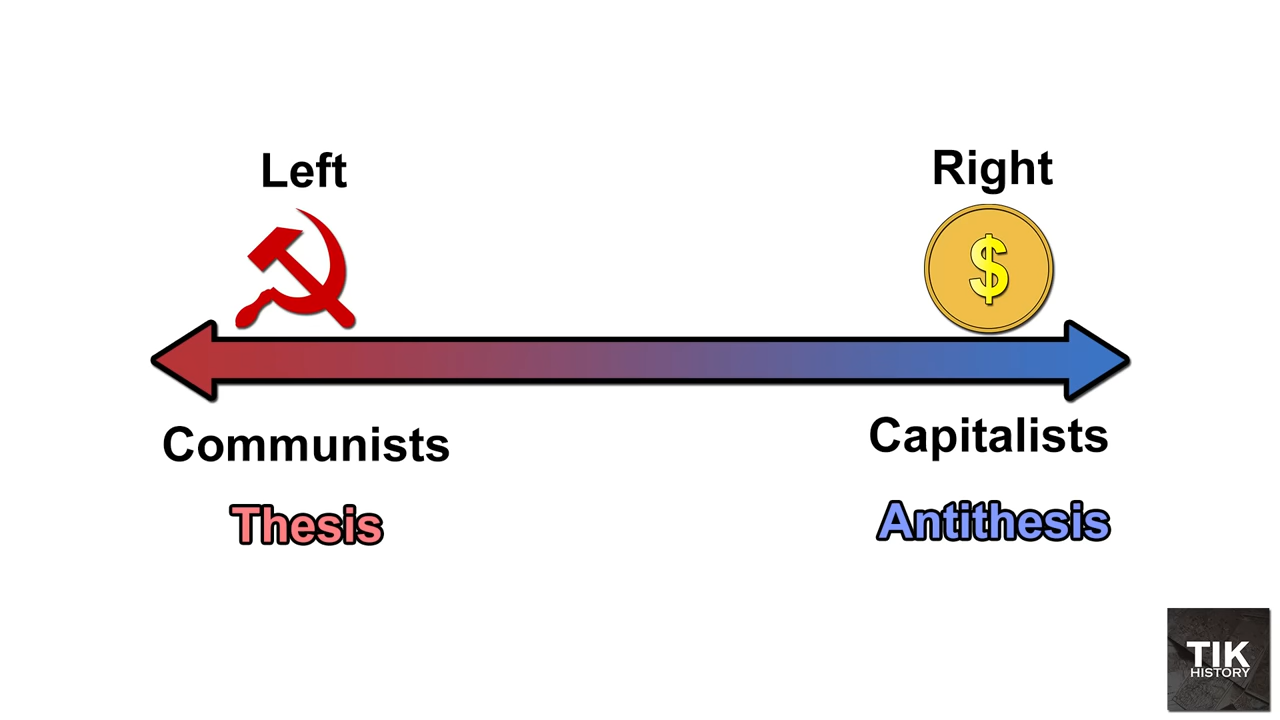 Left
Right
$
Communists
Capitalists
Thesis
Antithesis
TIK
HISTORY